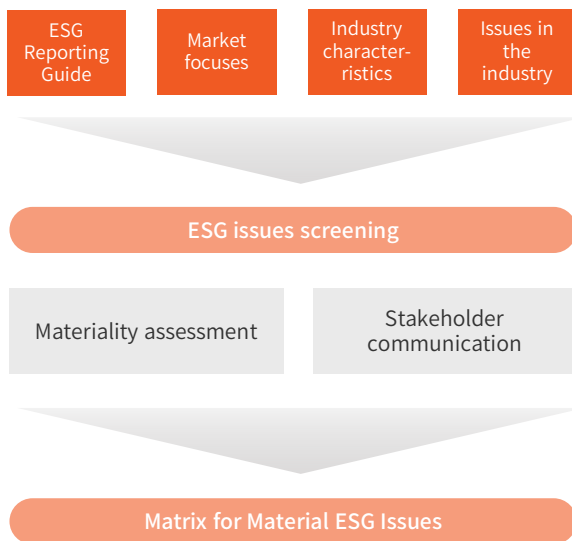 ESG
Reporting
Guide
Market
focuses
Industry
character-
ristics
Issues in
the
industry
ESG issues screening
Materiality assessment
Stakeholder
communication
Matrix for Material ESG Issues